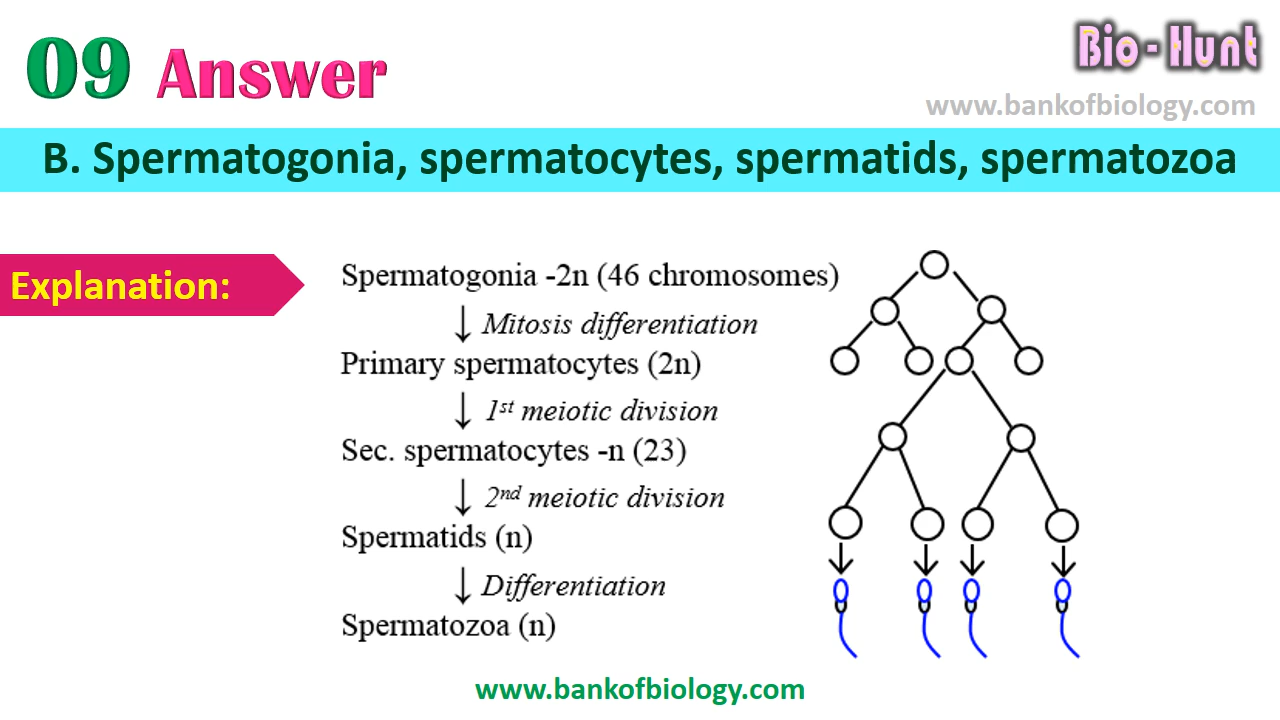 09 Answer
Bio - Hunt
www.bankofbiology.com
B. Spermatogonia, spermatocytes, spermatids, spermatozoa
Explanation:
Spermatogonia -2n (46 chromosomes)
↓ Mitosis differentiation
Primary spermatocytes (2n)
↓ 1st meiotic division
Sec. spermatocytes -n (23)
↓ 2nd meiotic division
Spermatids (n)
↓ Differentiation
Spermatozoa (n)
www.bankofbiology.com